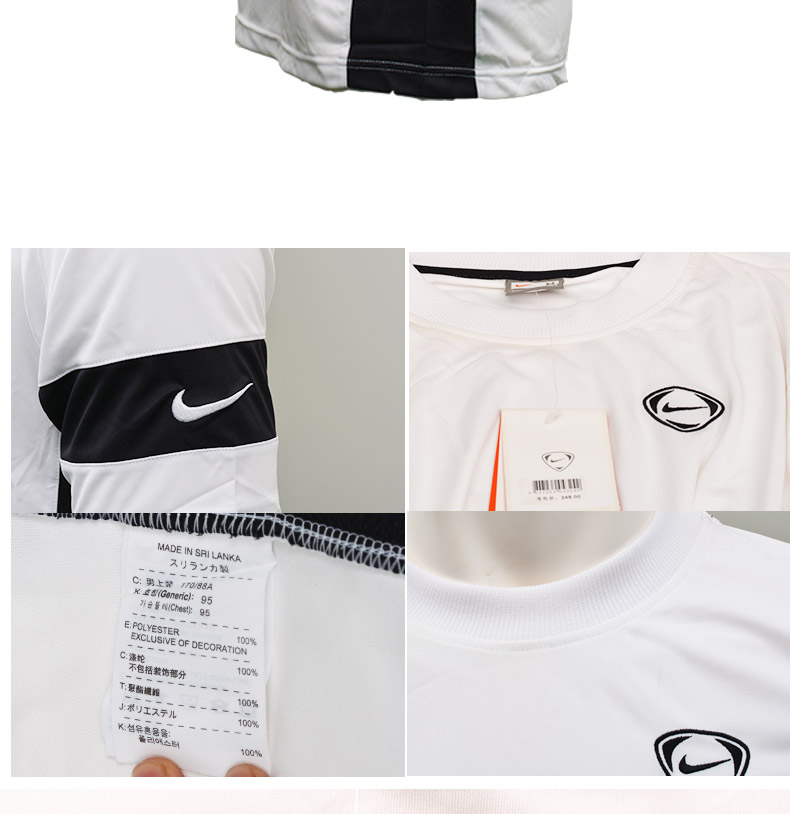 248.00
MADE IN SRI LANKA
スリランカ製
C: 男上装 170/88A
K: 호칭(Generic): 95
가슴둘레(Chest): 95
E: POLYESTER 100%
EXCLUSIVE OF DECORATION
C: 涤纶 100%
不包括装饰部分
T: 聚酯纖維 100%
J: ポリエステル 100%
K: 섬유혼용율:
폴리에스터 100%